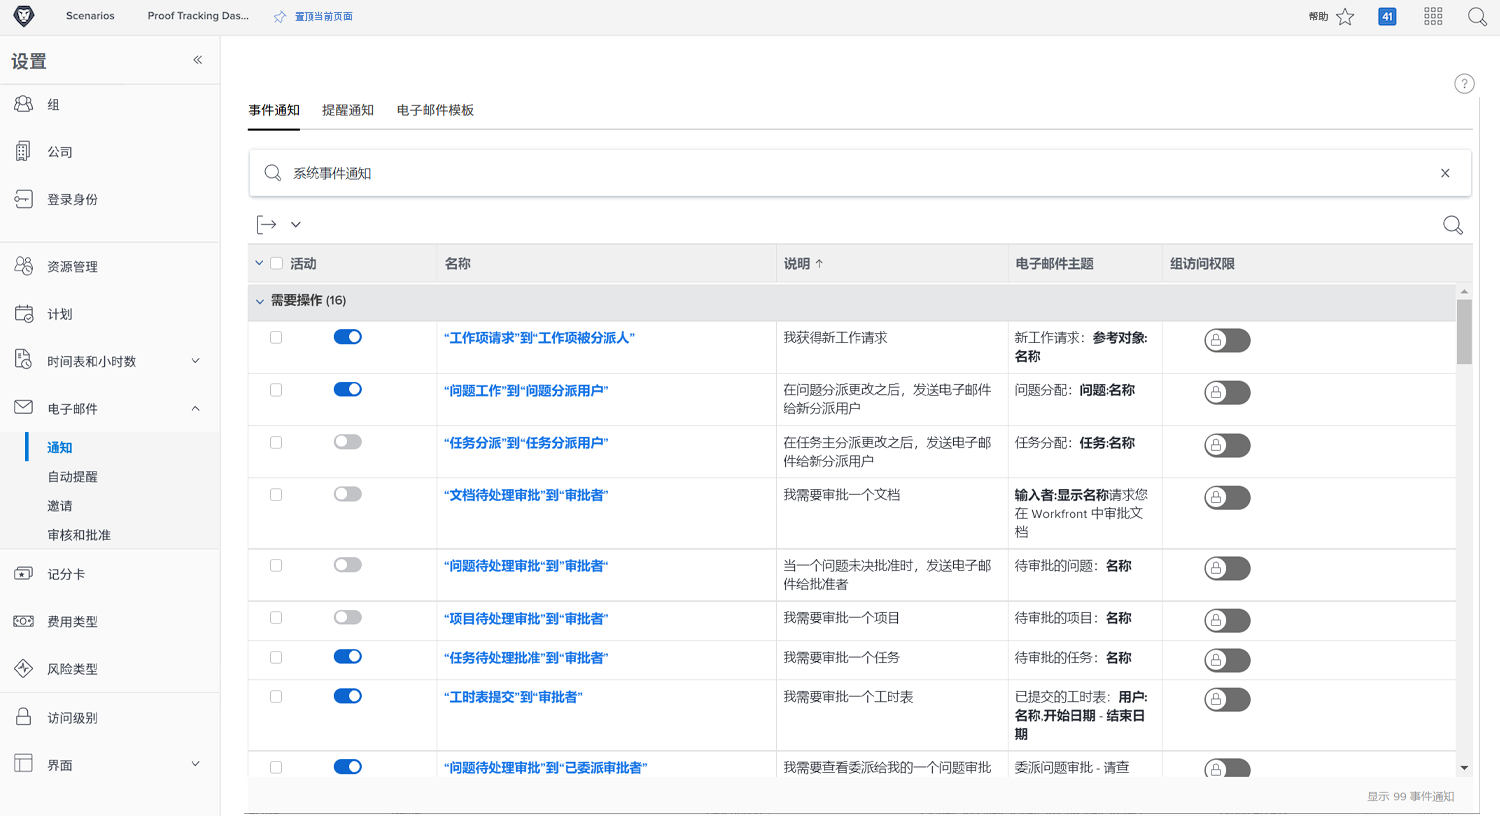 Scenarios
Proof Tracking Das...
置顶当前页面
帮助
41
设置
«
组
公司
登录身份
资源管理
计划
时间表和小时数
电子邮件
通知
自动提醒
邀请
审核和批准
记分卡
费用类型
风险类型
访问级别
界面
?
事件通知
提醒通知
电子邮件模板
系统事件通知
活动
名称
说明 ↑
电子邮件主题
组访问权限
需要操作 (16)
“工作项请求”到“工作项被分派人”
我获得新工作请求
新工作请求：参考对象:
名称
“问题工作”到“问题分派用户”
在问题分派更改之后，发送电子邮件
给新分派用户
问题分配：问题:名称
“任务分派”到“任务分派用户”
在任务主分派更改之后，发送电子邮
件给新分派用户
任务分配：任务:名称
“文档待处理审批”到“审批者”
我需要审批一个文档
输入者:显示名称请求您
在 Workfront 中审批文
档
“问题待处理审批“到”审批者“
当一个问题未决批准时，发送电子邮
件给批准者
待审批的问题：名称
“项目待处理审批”到“审批者”
我需要审批一个项目
待审批的项目：名称
“任务待处理批准”到“审批者”
我需要审批一个任务
待审批的任务：名称
“工时表提交”到“审批者”
我需要审批一个工时表
已提交的工时表：用户:
名称,开始日期 - 结束日
期
“问题待处理审批”到“已委派审批者”
我需要查看委派给我的一个问题审批
委派问题审批 - 请查
显示 99 事件通知